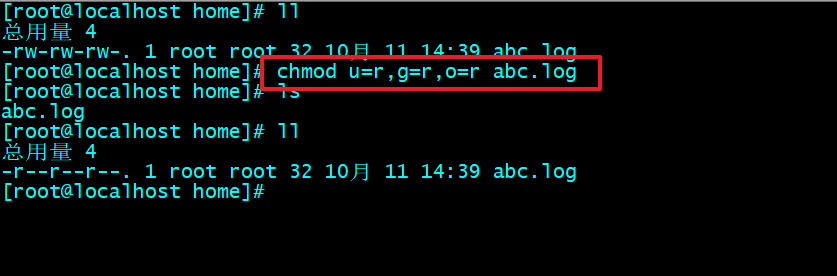 [root@localhost home]# ll
总用量 4
-rw-rw-rw-. 1 root root 32 10月 11 14:39 abc.log
[root@localhost home]# chmod u=r,g=r,o=r abc.log
[root@localhost home]# ls
abc.log
[root@localhost home]# ll
总用量 4
-r--r--r--. 1 root root 32 10月 11 14:39 abc.log
[root@localhost home]#